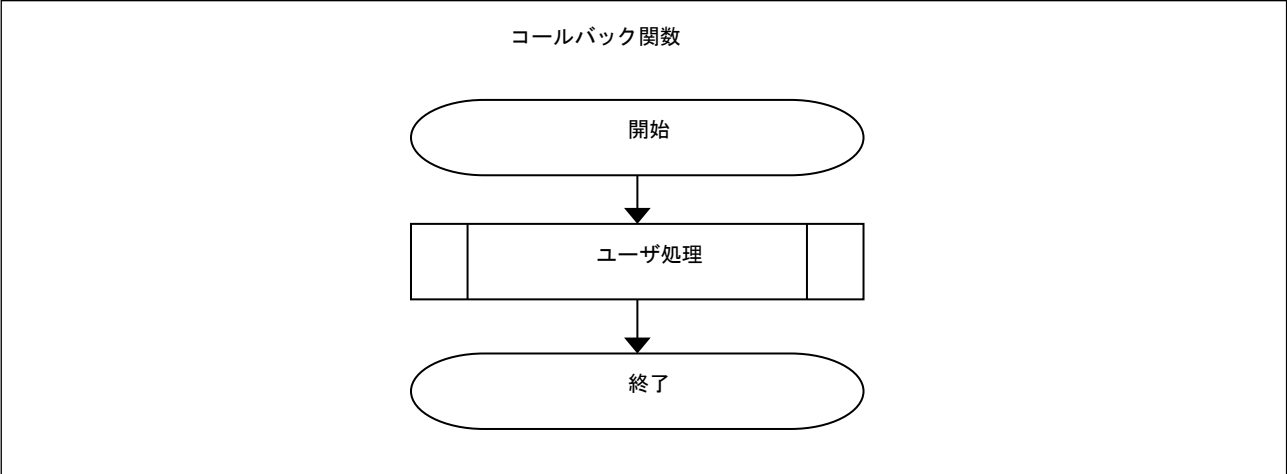 コールバック関数
開始
ユーザ処理
終了